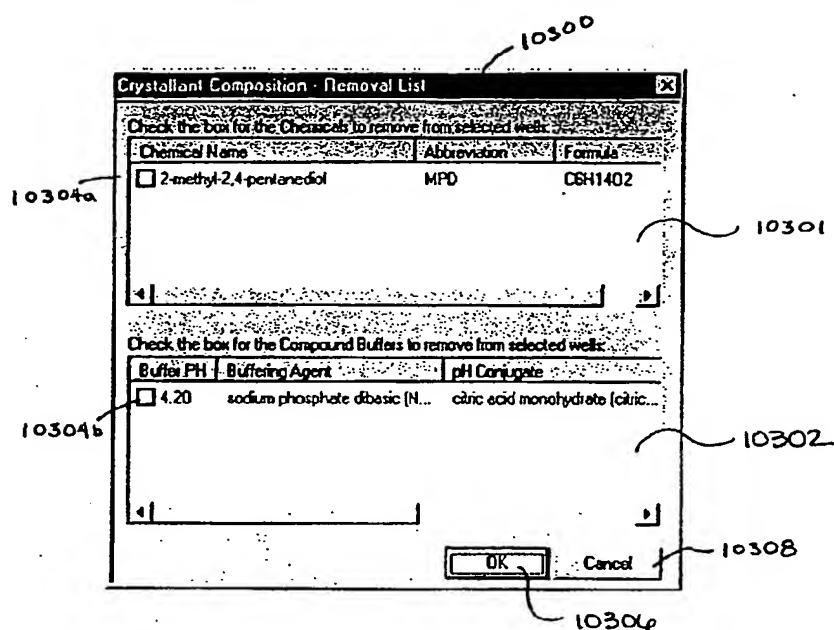 10300
Crystallant Composition - Removal List
Check the box for the Chemicals to remove from selected wells:
Chemical Name Abbreviation Formula
10304a
2-methyl-2,4-pentanediol MPD C6H14O2
10301
Check the box for the Compound Buffers to remove from selected wells:
Buffer PH Buffering Agent pH Conjugate
4.20 sodium phosphate dibasic (N... citric acid monohydrate (citric...
10304b
10302
OK Cancel
10308
10306